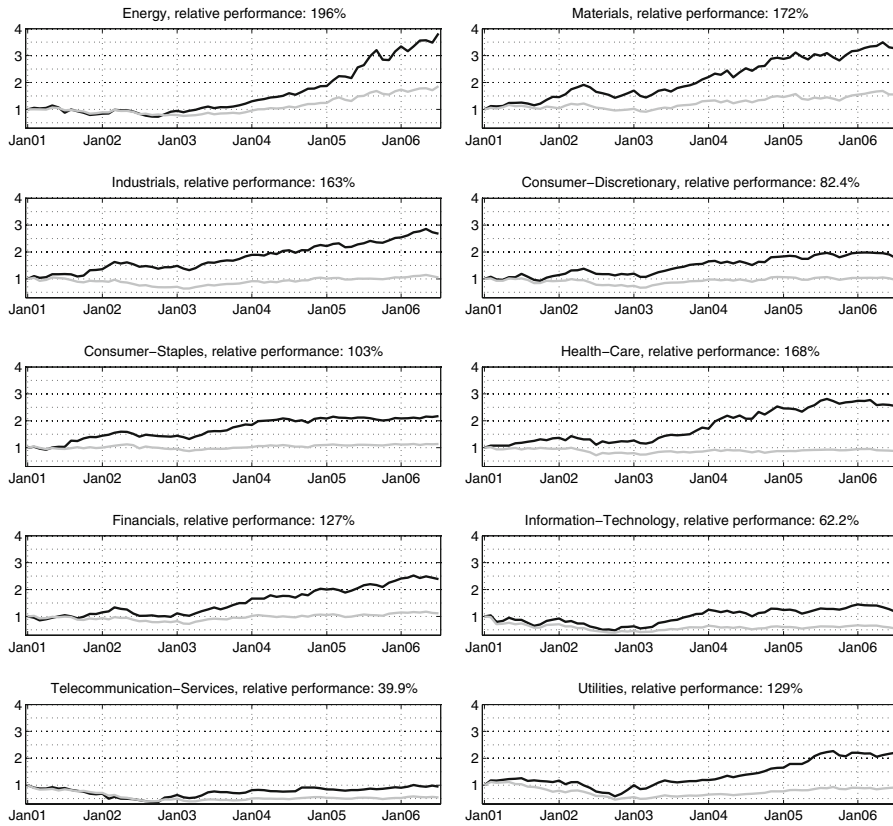 Energy, relative performance: 196%
4
3
2
1
Jan01 Jan02 Jan03 Jan04 Jan05 Jan06
Materials, relative performance: 172%
4
3
2
1
Jan01 Jan02 Jan03 Jan04 Jan05 Jan06
Industrials, relative performance: 163%
4
3
2
1
Jan01 Jan02 Jan03 Jan04 Jan05 Jan06
Consumer−Discretionary, relative performance: 82.4%
4
3
2
1
Jan01 Jan02 Jan03 Jan04 Jan05 Jan06
Consumer−Staples, relative performance: 103%
4
3
2
1
Jan01 Jan02 Jan03 Jan04 Jan05 Jan06
Health−Care, relative performance: 168%
4
3
2
1
Jan01 Jan02 Jan03 Jan04 Jan05 Jan06
Financials, relative performance: 127%
4
3
2
1
Jan01 Jan02 Jan03 Jan04 Jan05 Jan06
Information−Technology, relative performance: 62.2%
4
3
2
1
Jan01 Jan02 Jan03 Jan04 Jan05 Jan06
Telecommunication−Services, relative performance: 39.9%
4
3
2
1
Jan01 Jan02 Jan03 Jan04 Jan05 Jan06
Utilities, relative performance: 129%
4
3
2
1
Jan01 Jan02 Jan03 Jan04 Jan05 Jan06